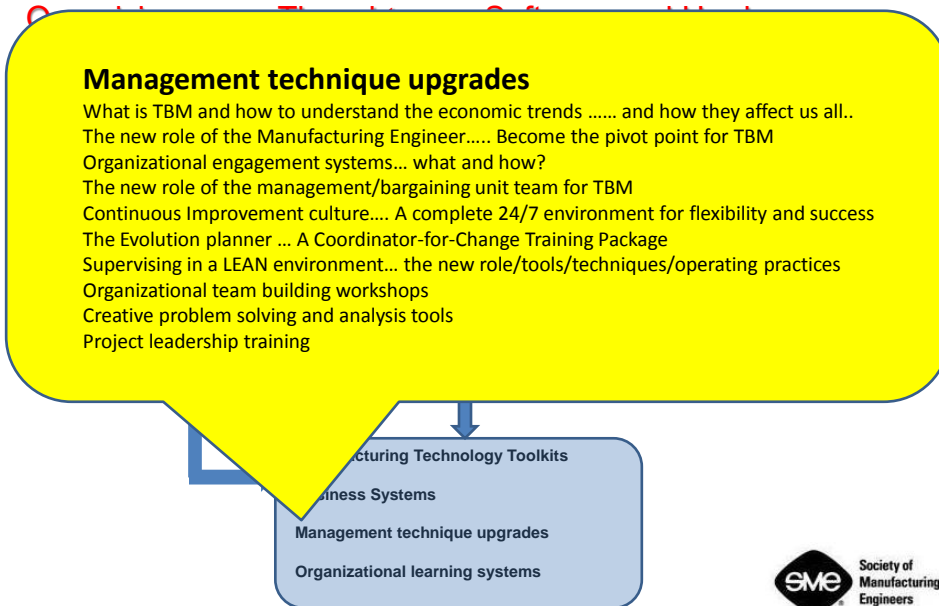 Management technique upgrades
What is TBM and how to understand the economic trends …… and how they affect us all..
The new role of the Manufacturing Engineer….. Become the pivot point for TBM
Organizational engagement systems… what and how?
The new role of the management/bargaining unit team for TBM
Continuous Improvement culture…. A complete 24/7 environment for flexibility and success
The Evolution planner … A Coordinator-for-Change Training Package
Supervising in a LEAN environment… the new role/tools/techniques/operating practices
Organizational team building workshops
Creative problem solving and analysis tools
Project leadership training
Technology Toolkits
Systems
Management technique upgrades
Organizational learning systems
SME
Society of
Manufacturing
Engineers